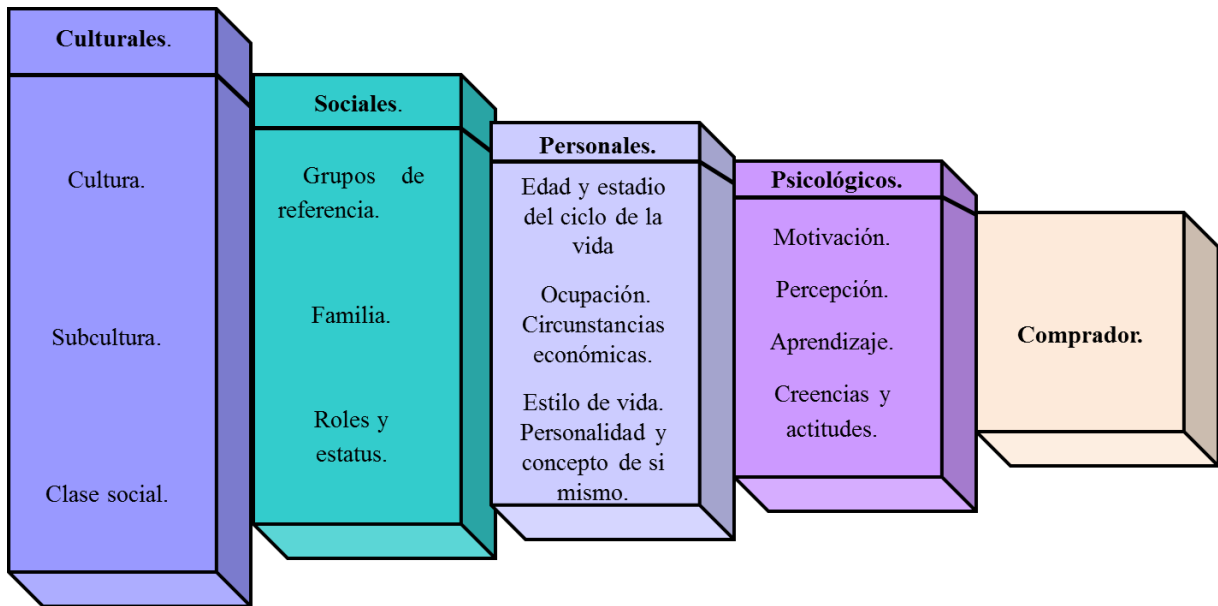 Culturales.
Cultura.
Subcultura.
Clase social.
Sociales.
Grupos de
referencia.
Familia.
Roles y
estatus.
Personales.
Edad y estadio
del ciclo de la
vida
Ocupación.
Circunstancias
económicas.
Estilo de vida.
Personalidad y
concepto de si
mismo.
Psicológicos.
Motivación.
Percepción.
Aprendizaje.
Creencias y
actitudes.
Comprador.